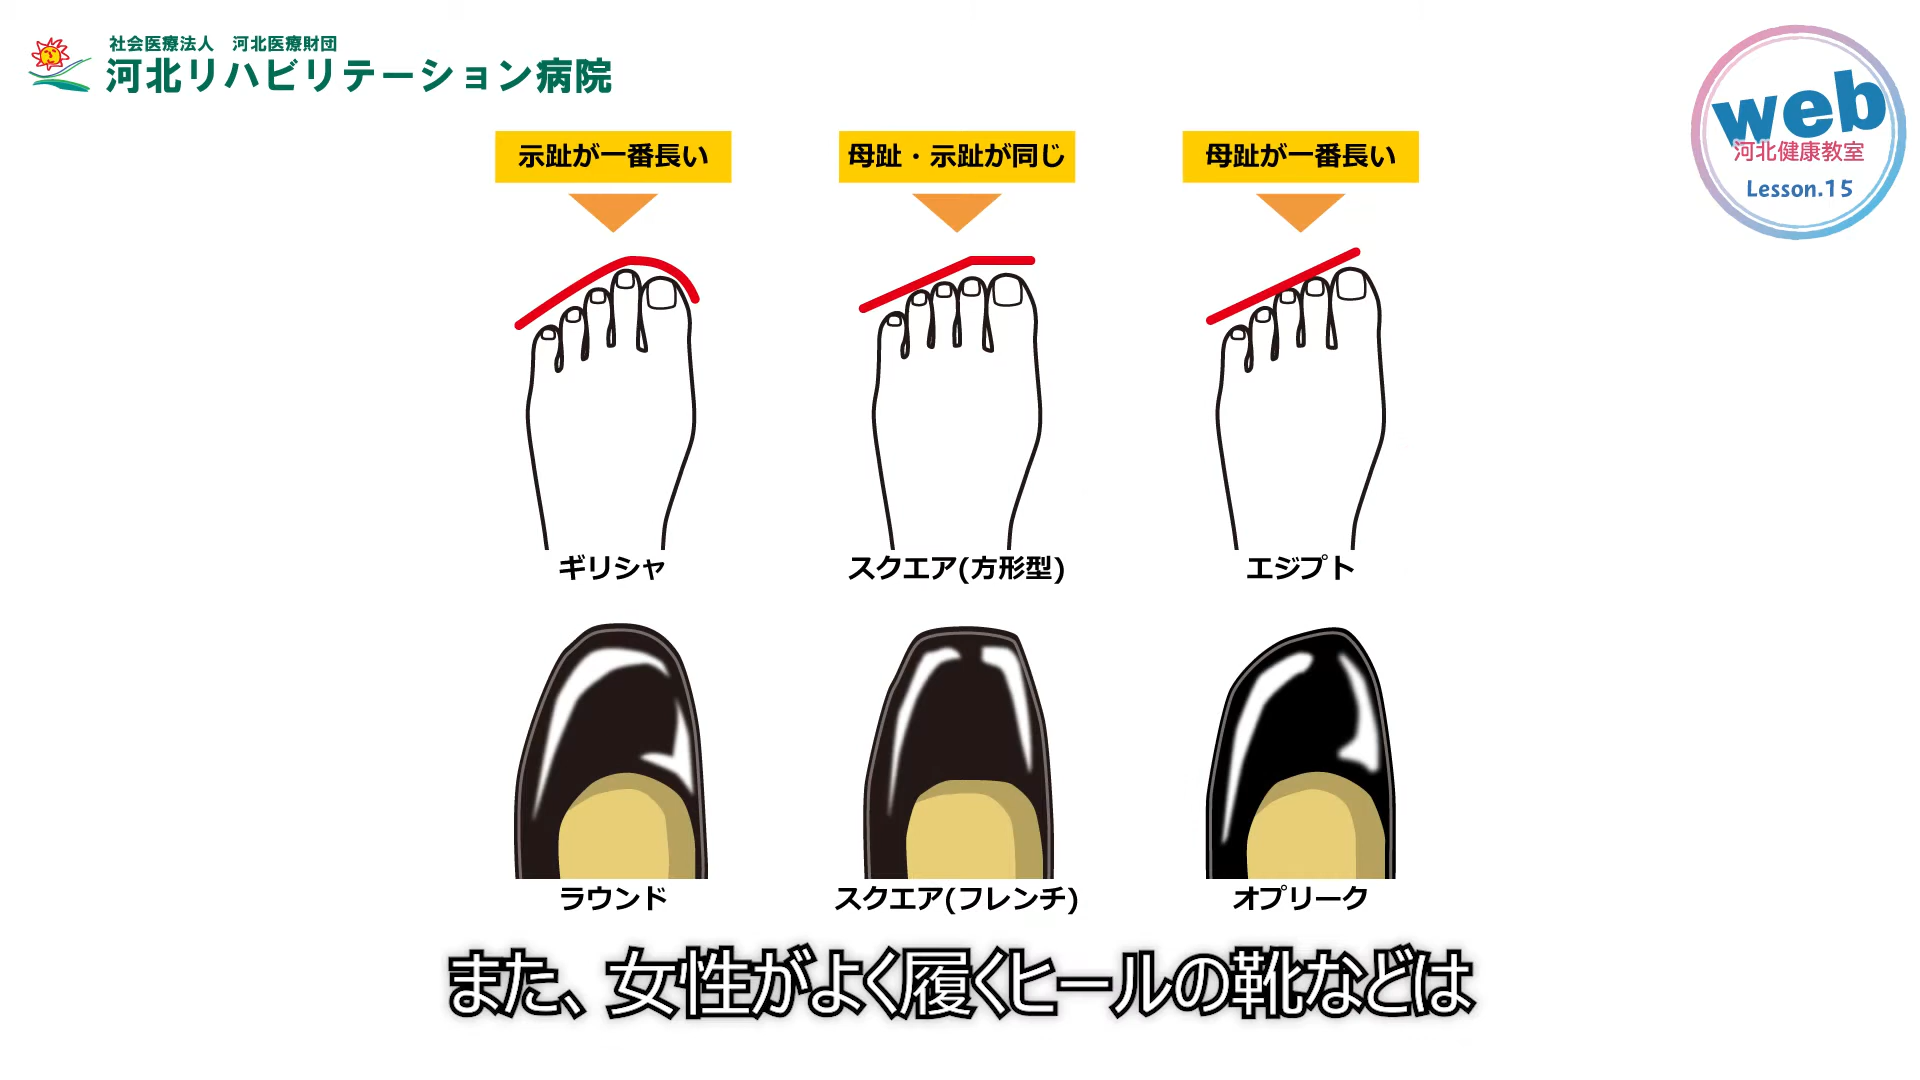 社会医療法人　河北医療財団
河北リハビリテーション病院
web
河北健康教室
Lesson.15
示趾が一番長い
母趾・示趾が同じ
母趾が一番長い
ギリシャ
スクエア(方形型)
エジプト
ラウンド
スクエア(フレンチ)
オプリーク
また、女性がよく履くヒールの靴などは